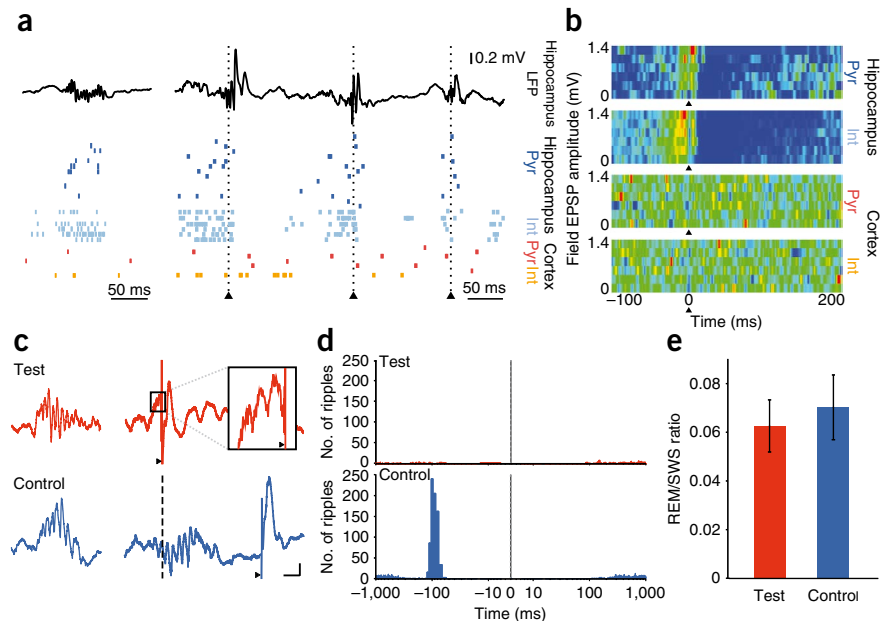 a
0.2 mV
Hippocampus
LFP
Hippocampus
Pyr
Int
Cortex
Pyr
Int
50 ms
50 ms
b
Field EPSP amplitude (mV)
1.4
0
1.4
0
1.4
0
1.4
0
Pyr
Int
Hippocampus
Pyr
Int
Cortex
−100
0
200
Time (ms)
c
Test
Control
d
Test
No. of ripples
250
200
150
100
50
0
Control
No. of ripples
250
200
150
100
50
0
−1,000
−100
−10
0
10
100
1,000
Time (ms)
e
REM/SWS ratio
0.08
0.06
0.04
0.02
0
Test
Control